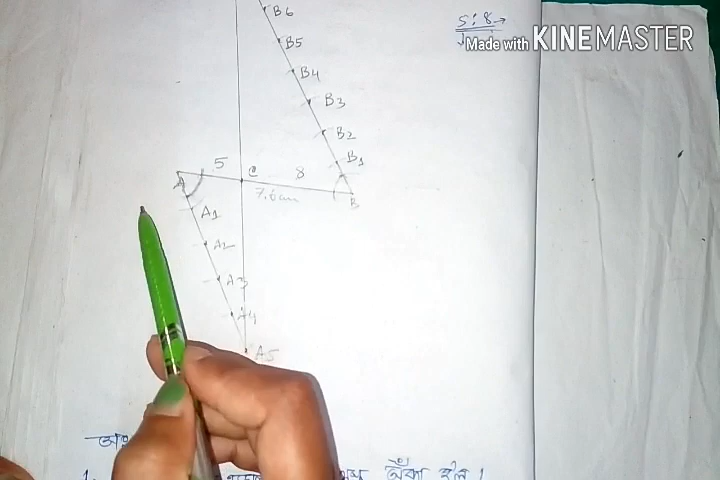 B6
5:8
Made with KINEMASTER
B5
B4
B3
B2
B1
5 C 8
A 7.6cm B
A1
A2
A3
A4
A5
1. আঁকা হল।